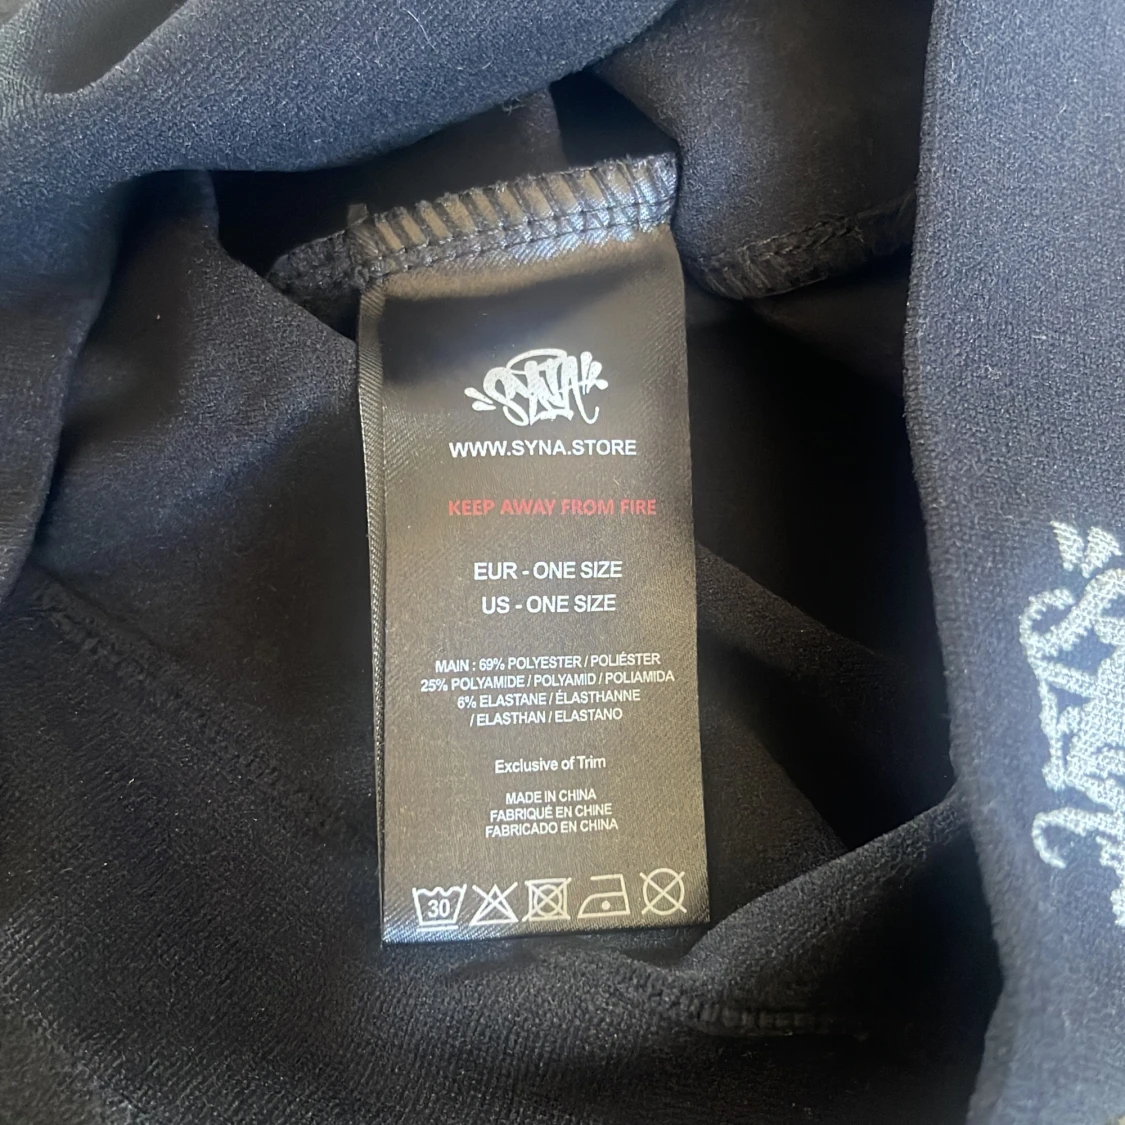 SYNA
WWW.SYNA.STORE
KEEP AWAY FROM FIRE
EUR - ONE SIZE
US - ONE SIZE
MAIN : 69% POLYESTER / POLIÉSTER
25% POLYAMIDE / POLYAMID / POLIAMIDA
6% ELASTANE / ÉLASTHANNE
/ ELASTHAN / ELASTANO
Exclusive of Trim
MADE IN CHINA
FABRIQUÉ EN CHINE
FABRICADO EN CHINA
30